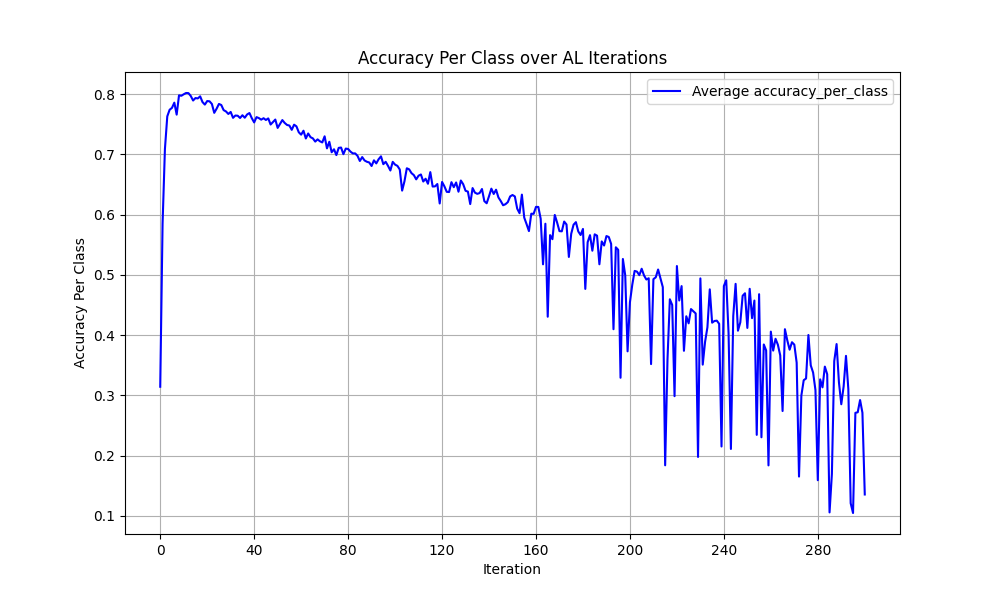 Accuracy Per Class over AL Iterations
Average accuracy_per_class
Accuracy Per Class
0.8
0.7
0.6
0.5
0.4
0.3
0.2
0.1
0 40 80 120 160 200 240 280
Iteration